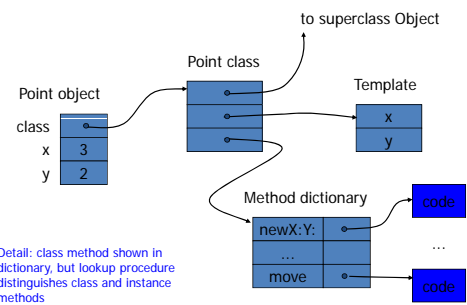 to superclass Object
Point class
Template
Point object
class
x 3
y 2
x
y
Method dictionary
newX:Y:
...
move
code
...
code
Detail: class method shown in
dictionary, but lookup procedure
distinguishes class and instance
methods